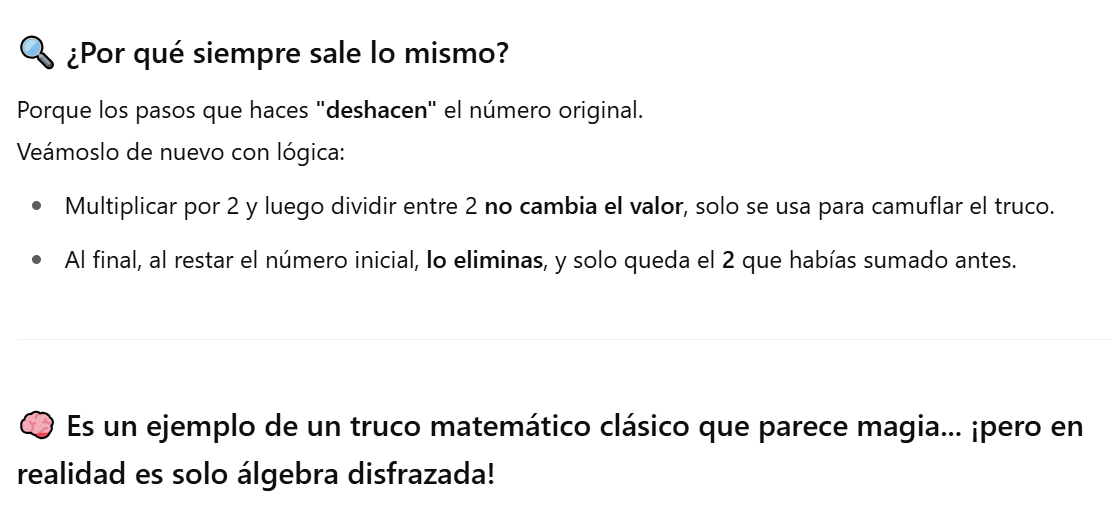 🔍 ¿Por qué siempre sale lo mismo?
Porque los pasos que haces "deshacen" el número original.
Veámoslo de nuevo con lógica:
• Multiplicar por 2 y luego dividir entre 2 no cambia el valor, solo se usa para camuflar el truco.
• Al final, al restar el número inicial, lo eliminas, y solo queda el 2 que habías sumado antes.
🧠 Es un ejemplo de un truco matemático clásico que parece magia... ¡pero en
realidad es solo álgebra disfrazada!